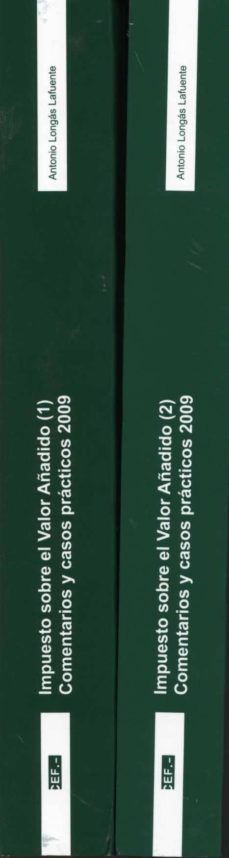 Antonio Longás Lafuente
Impuesto sobre el Valor Añadido (1)
Comentarios y casos prácticos 2009
CEF.-
Antonio Longás Lafuente
Impuesto sobre el Valor Añadido (2)
Comentarios y casos prácticos 2009
CEF.-